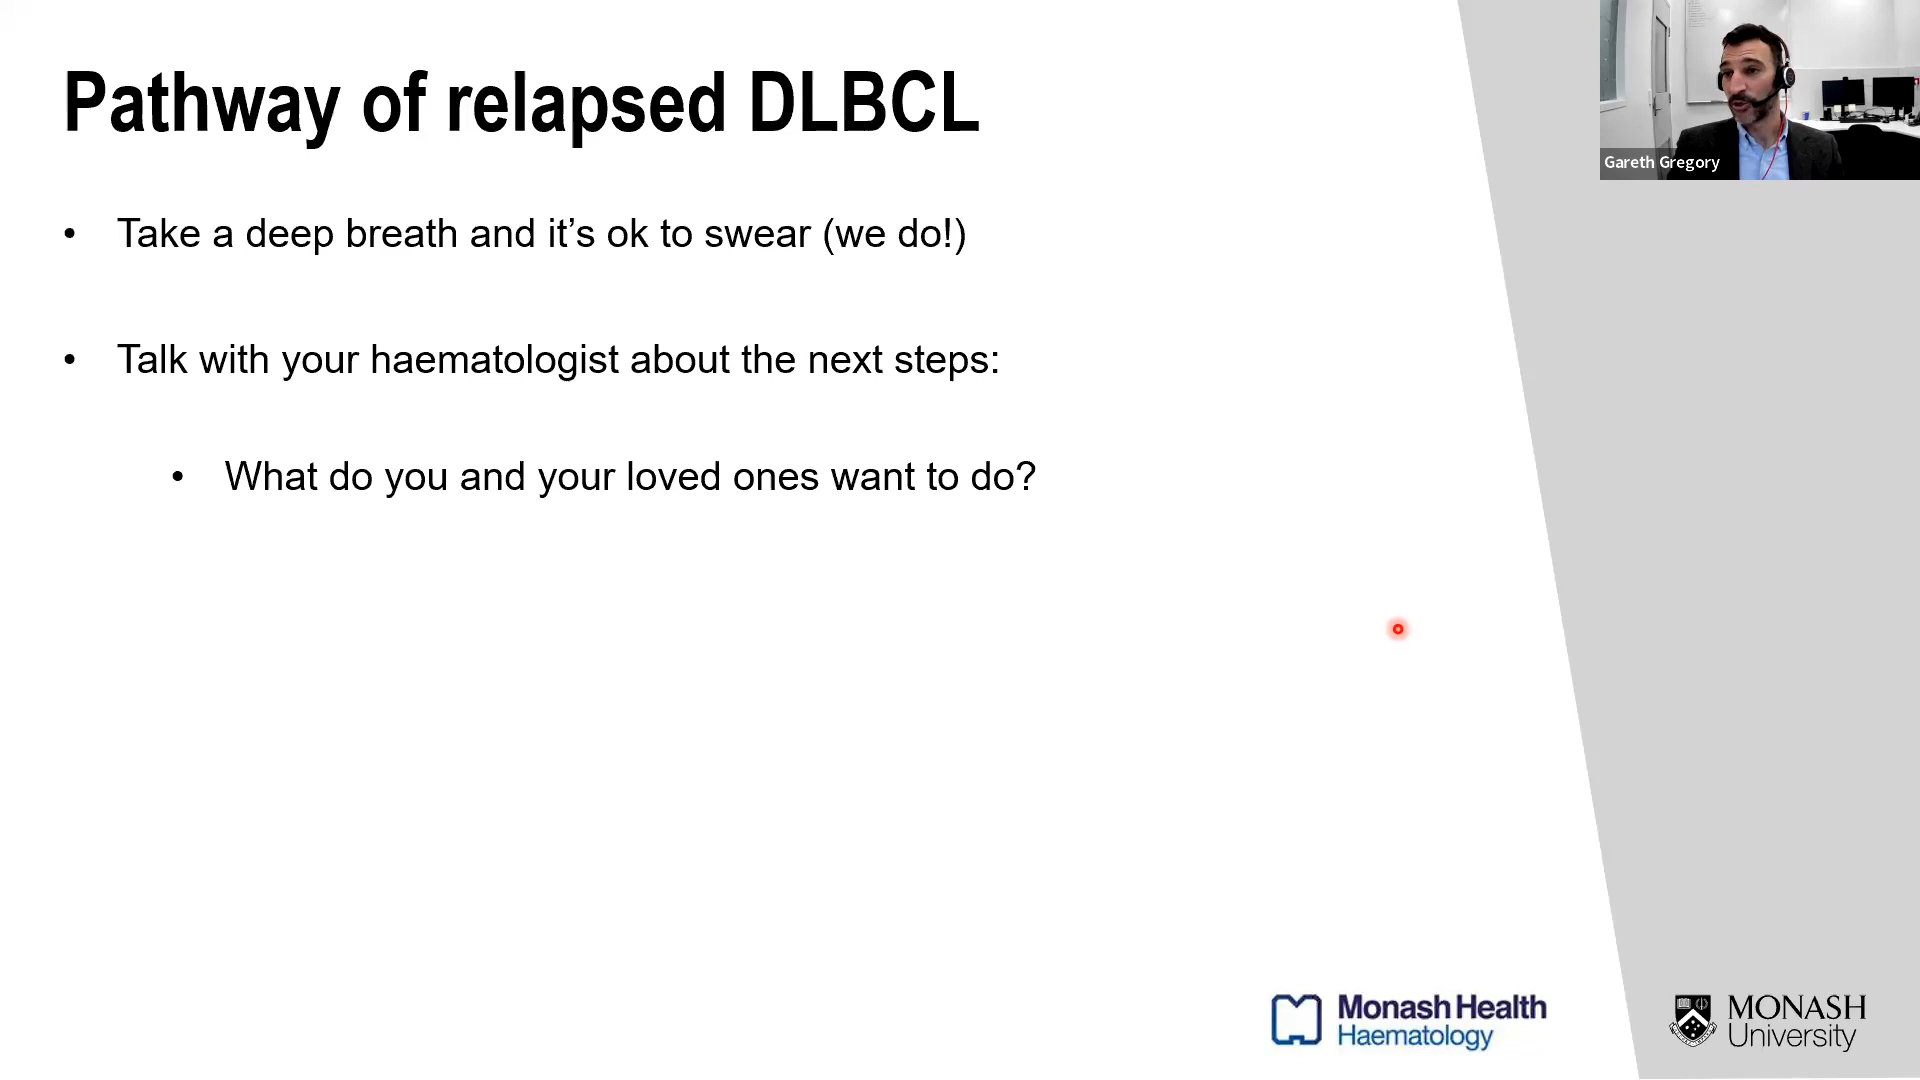 Pathway of relapsed DLBCL
Gareth Gregory
• Take a deep breath and it’s ok to swear (we do!)
• Talk with your haematologist about the next steps:
• What do you and your loved ones want to do?
Monash Health
Haematology
MONASH
University